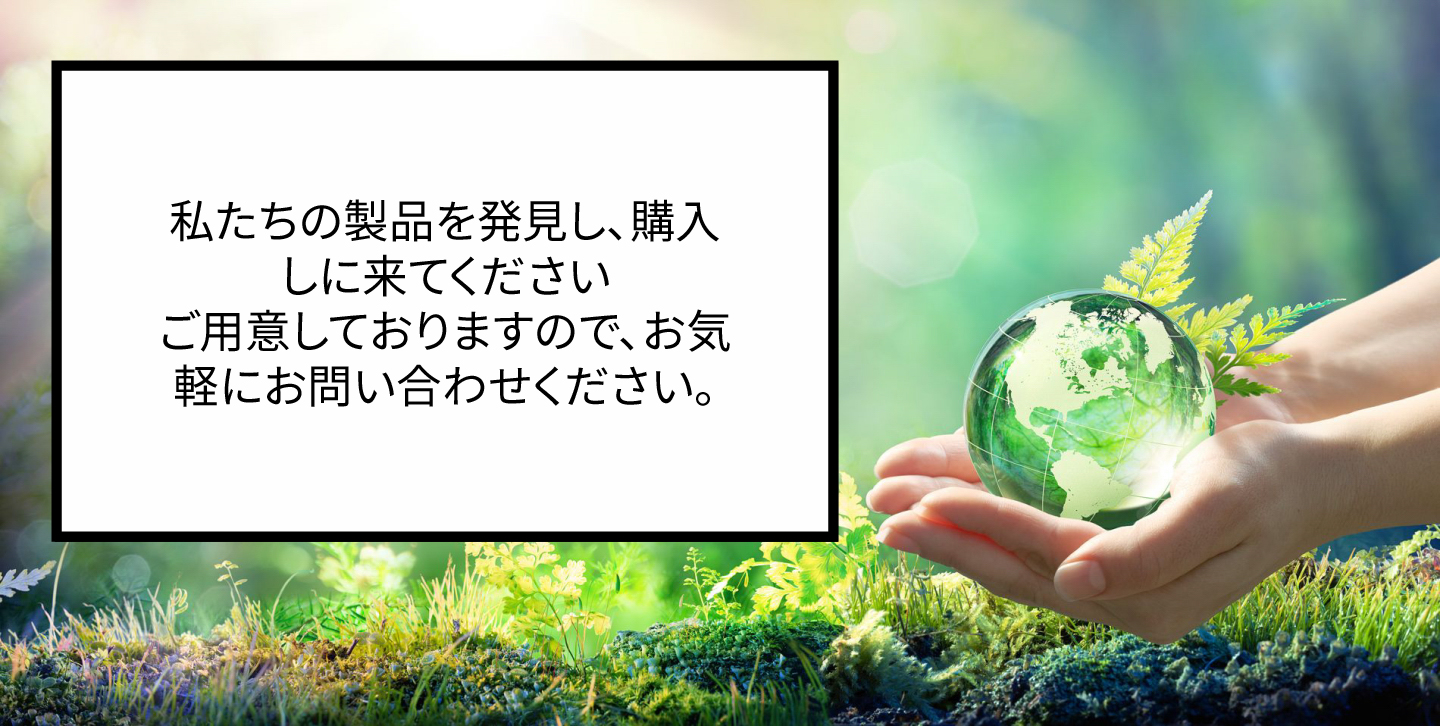 私たちの製品を発見し、購入
しに来てください
ご用意しておりますので、お気
軽にお問い合わせください。